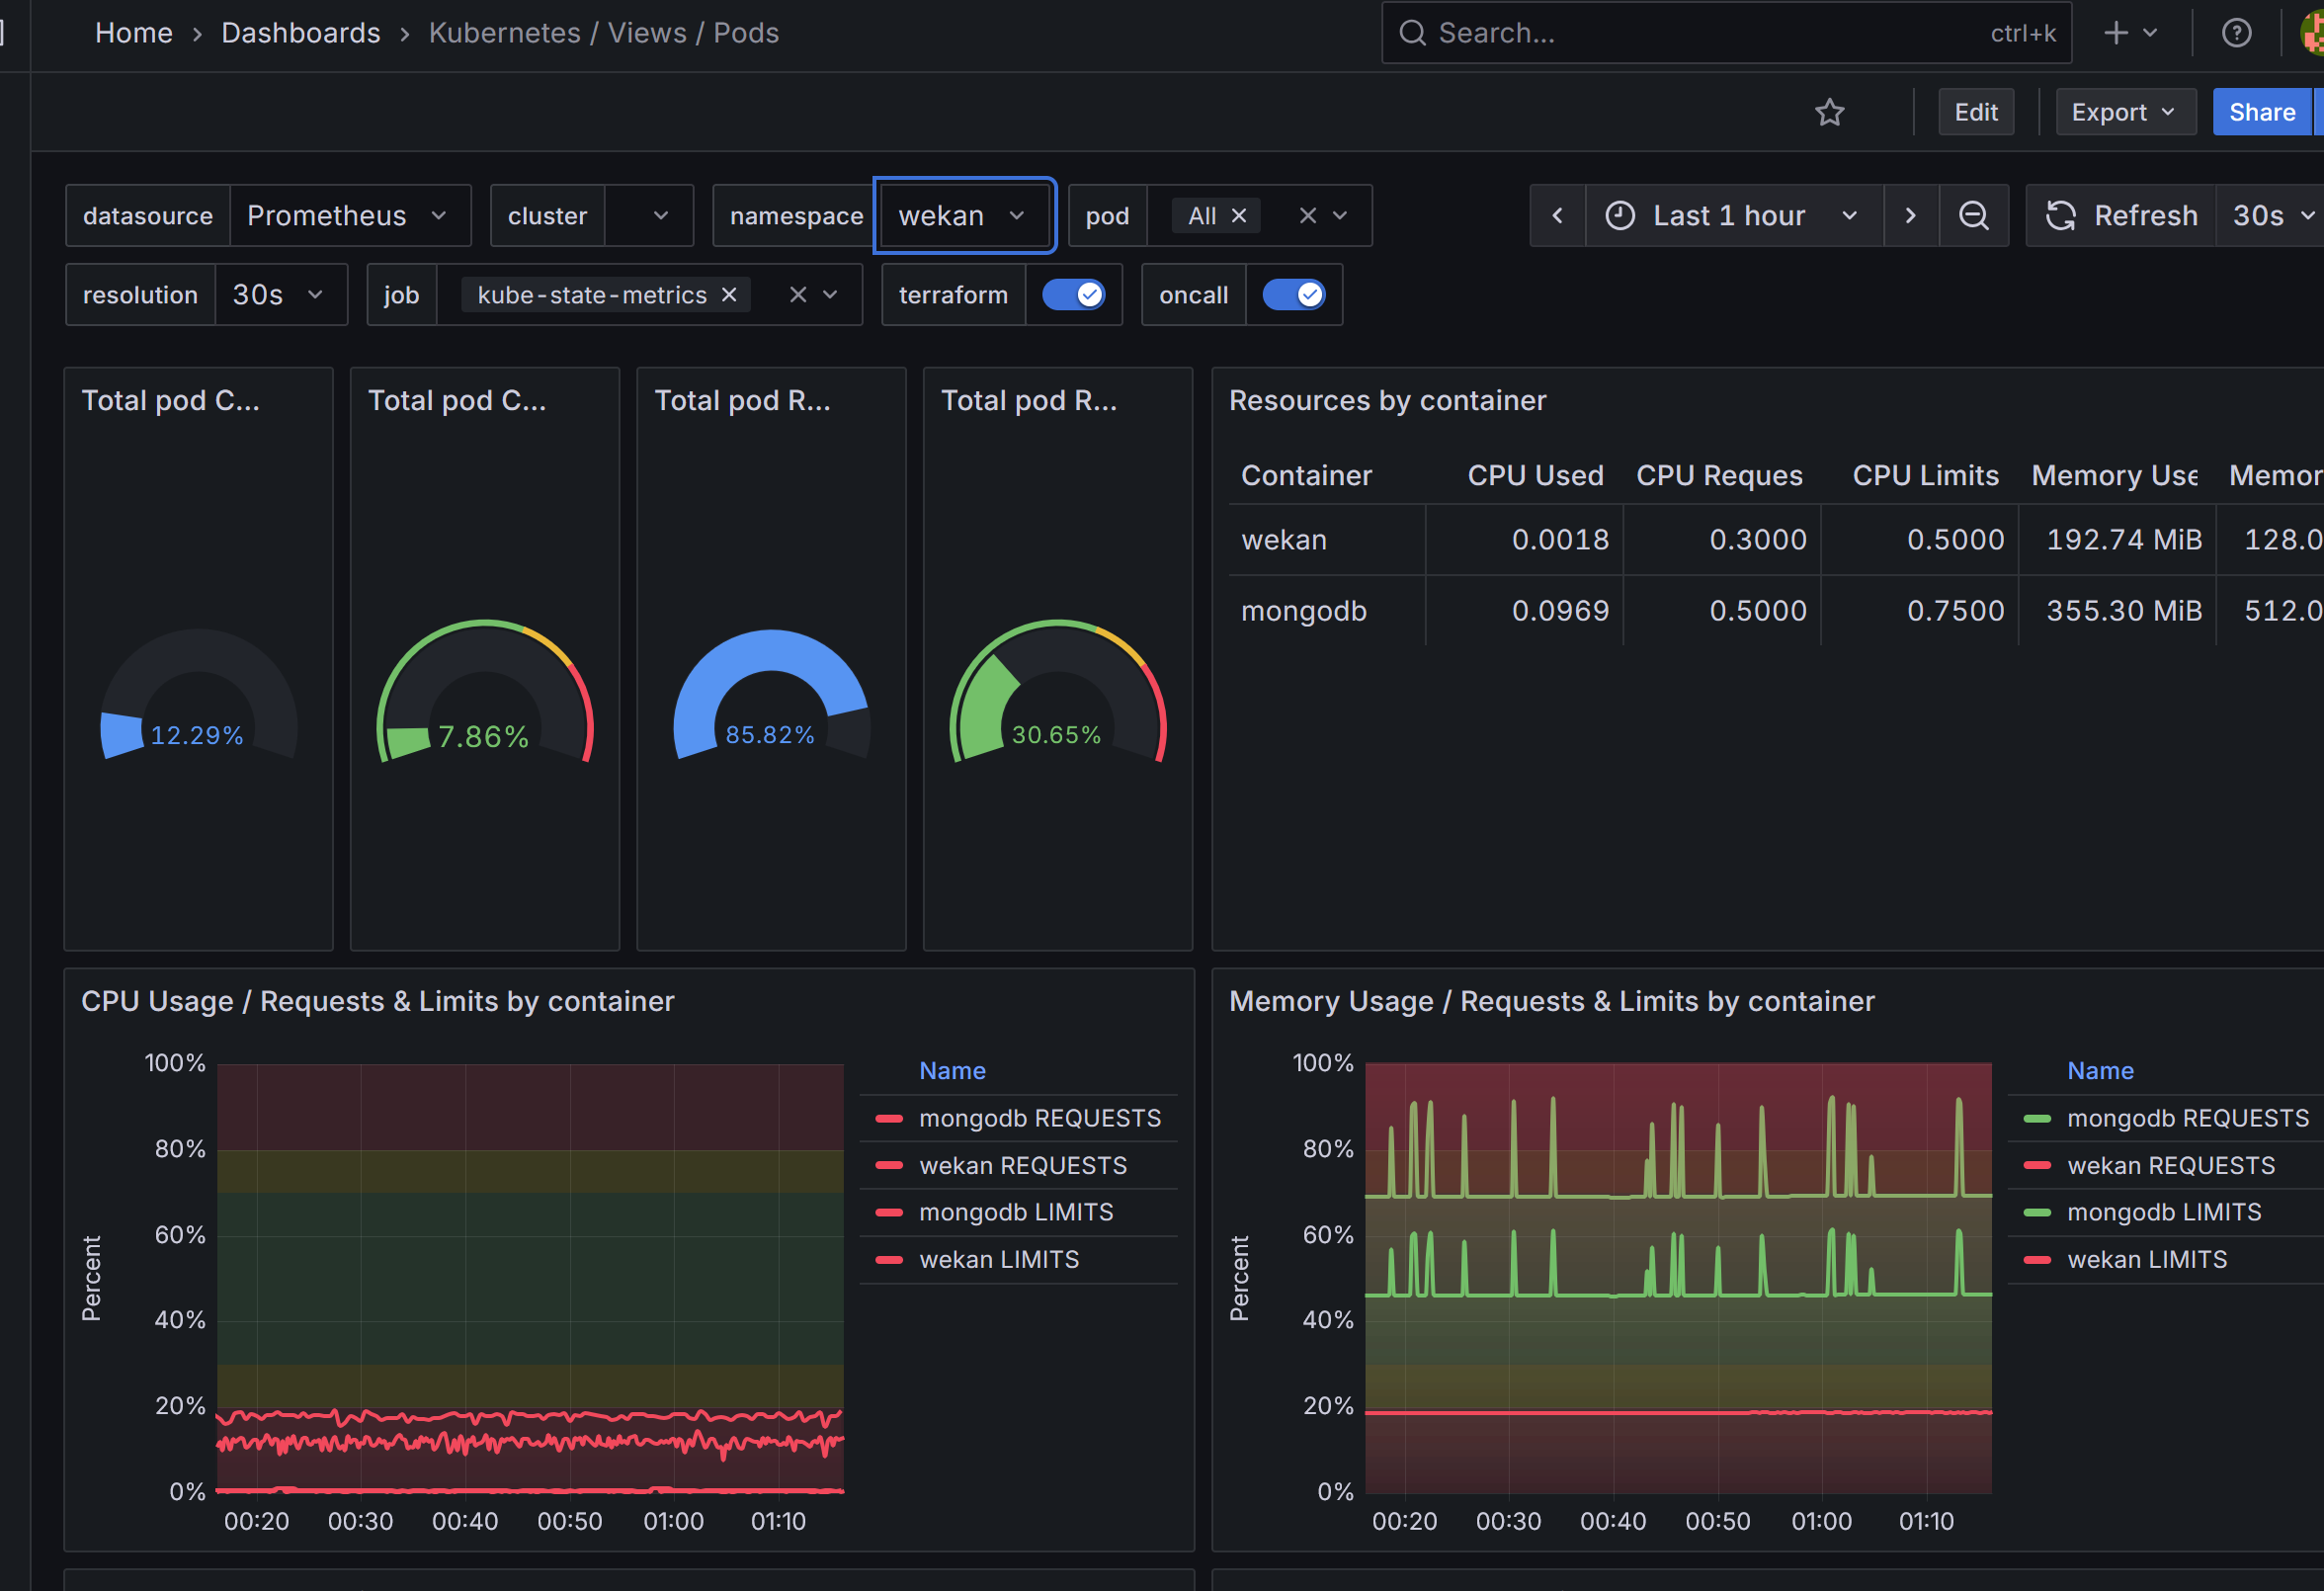 Home › Dashboards › Kubernetes / Views / Pods
Search... ctrl+k
Edit Export Share
datasource Prometheus cluster namespace wekan pod All Last 1 hour Refresh 30s
resolution 30s job kube-state-metrics terraform oncall
Total pod C... Total pod C... Total pod R... Total pod R... Resources by container
Container CPU Used CPU Reques CPU Limits Memory Use Memor
wekan 0.0018 0.3000 0.5000 192.74 MiB 128.0
mongodb 0.0969 0.5000 0.7500 355.30 MiB 512.0
12.29% 7.86% 85.82% 30.65%
CPU Usage / Requests & Limits by container
Percent
100%
80%
60%
40%
20%
0%
00:20 00:30 00:40 00:50 01:00 01:10
Name
mongodb REQUESTS
wekan REQUESTS
mongodb LIMITS
wekan LIMITS
Memory Usage / Requests & Limits by container
Percent
100%
80%
60%
40%
20%
0%
00:20 00:30 00:40 00:50 01:00 01:10
Name
mongodb REQUESTS
wekan REQUESTS
mongodb LIMITS
wekan LIMITS